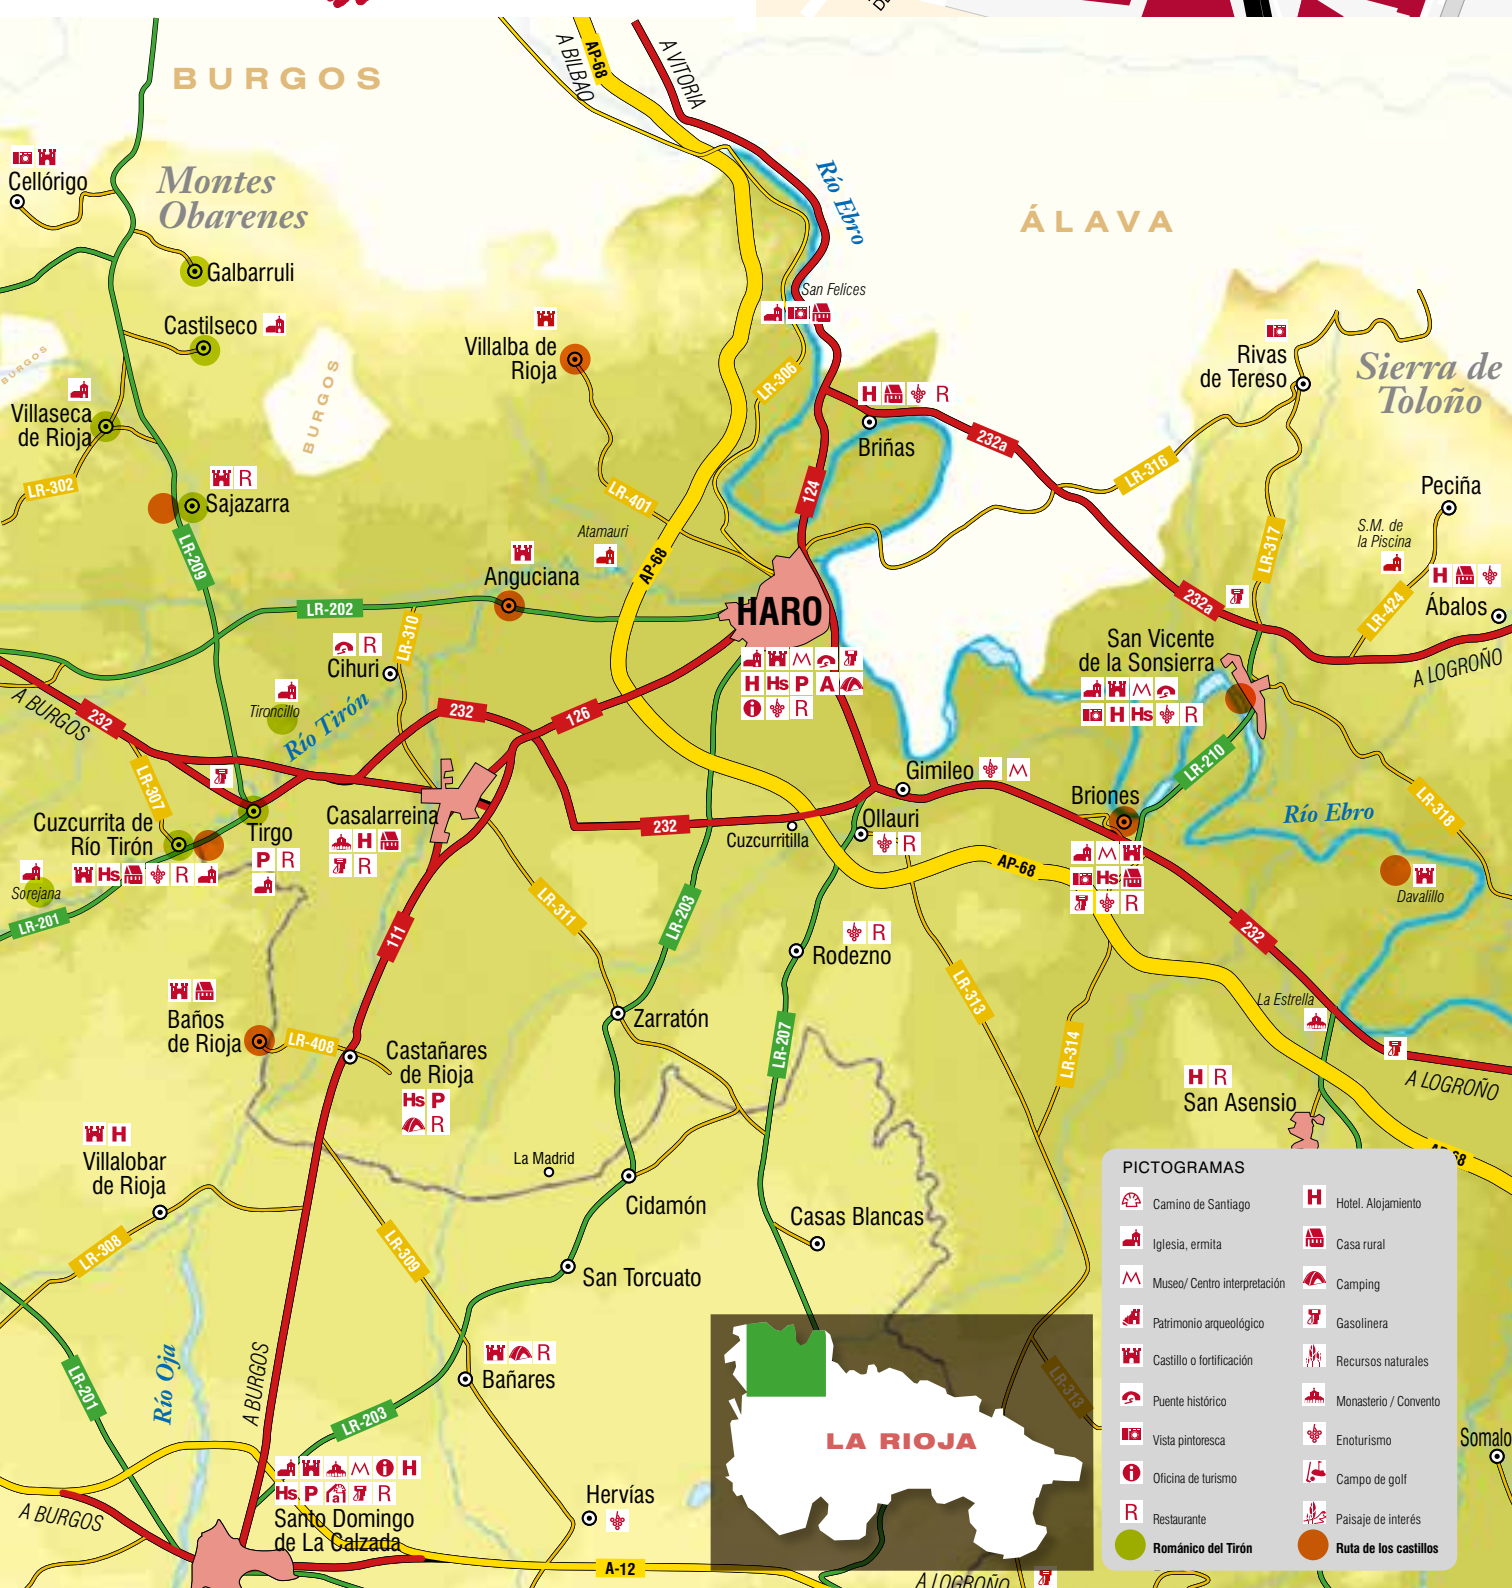 BURGOS
A BILBAO
AP-68
A VITORIA
Cellórigo
Montes
Obarenes
Río Ebro
ÁLAVA
Galbarruli
Castilseco
San Felices
BURGOS
BURGOS
Villalba de
Rioja
LR-306
Rivas
de Tereso
Sierra de
Toloño
Villaseca
de Rioja
H R
Briñas
232a
LR-316
LR-302
R
Sajazarra
LR-401
124
Peciña
LR-209
Atamauri
AP-68
LR-317
S.M. de
la Piscina
Anguciana
HARO
H
Ábalos
LR-202
LR-310
232a
LR-424
R
Cihuri
San Vicente
de la Sonsierra
A LOGROÑO
M
H Hs P A
i R
M
H Hs R
A BURGOS
232
Tironcillo
Río Tirón
232
126
LR-210
LR-307
Gimileo M
Briones
LR-318
Cuzcurrita de
Río Tirón
Tirgo
Casalarreina
232
Cuzcurritilla
Ollauri
Río Ebro
Hs R
P R
H
R
R
AP-68
M
Hs
R
Sorejana
LR-201
Davalillo
111
LR-311
LR-203
R
Rodezno
232
LR-313
La Estrella
Baños
de Rioja
LR-408
Zarratón
LR-207
LR-314
Castañares
de Rioja
Hs P
R
H R
San Asensio
A LOGROÑO
H
Villalobar
de Rioja
La Madrid
Cidamón
AP-68
LR-308
LR-309
Casas Blancas
San Torcuato
LR-201
Río Oja
A BURGOS
R
Bañares
LR-203
LR-313
LA RIOJA
Somalo
M i H
Hs P a R
Santo Domingo
de La Calzada
A BURGOS
Hervías
A-12
A LOGROÑO
PICTOGRAMAS
Camino de Santiago
H Hotel. Alojamiento
Iglesia, ermita
Casa rural
M Museo/ Centro interpretación
Camping
Patrimonio arqueológico
Gasolinera
Castillo o fortificación
Recursos naturales
Puente histórico
Monasterio / Convento
Vista pintoresca
Enoturismo
i Oficina de turismo
Campo de golf
R Restaurante
Paisaje de interés
Románico del Tirón
Ruta de los castillos